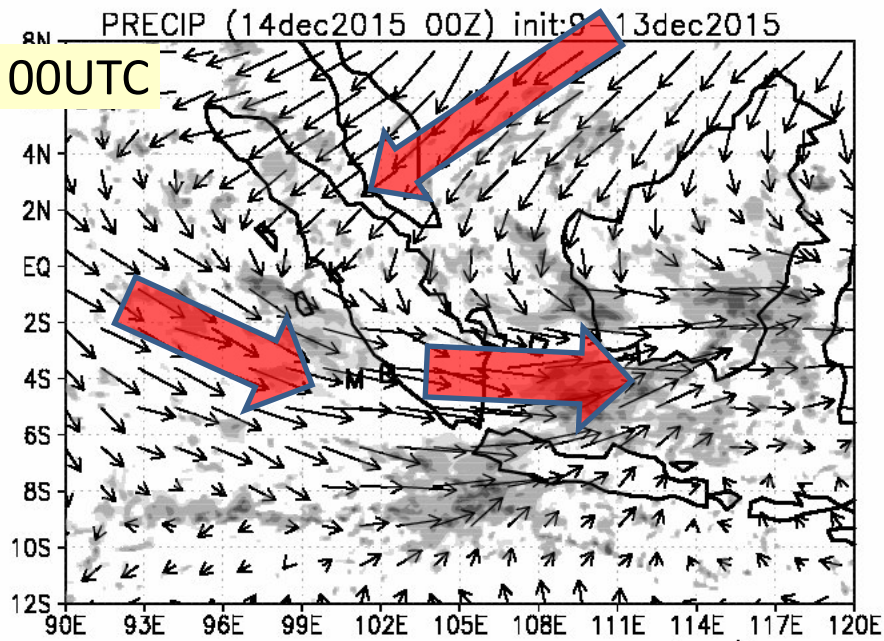 PRECIP (14dec2015 00Z) init:9-13dec2015
8N
00UTC
4N
2N
EQ
2S
4S
M B
6S
8S
10S
12S
90E 93E 96E 99E 102E 105E 108E 111E 114E 117E 120E